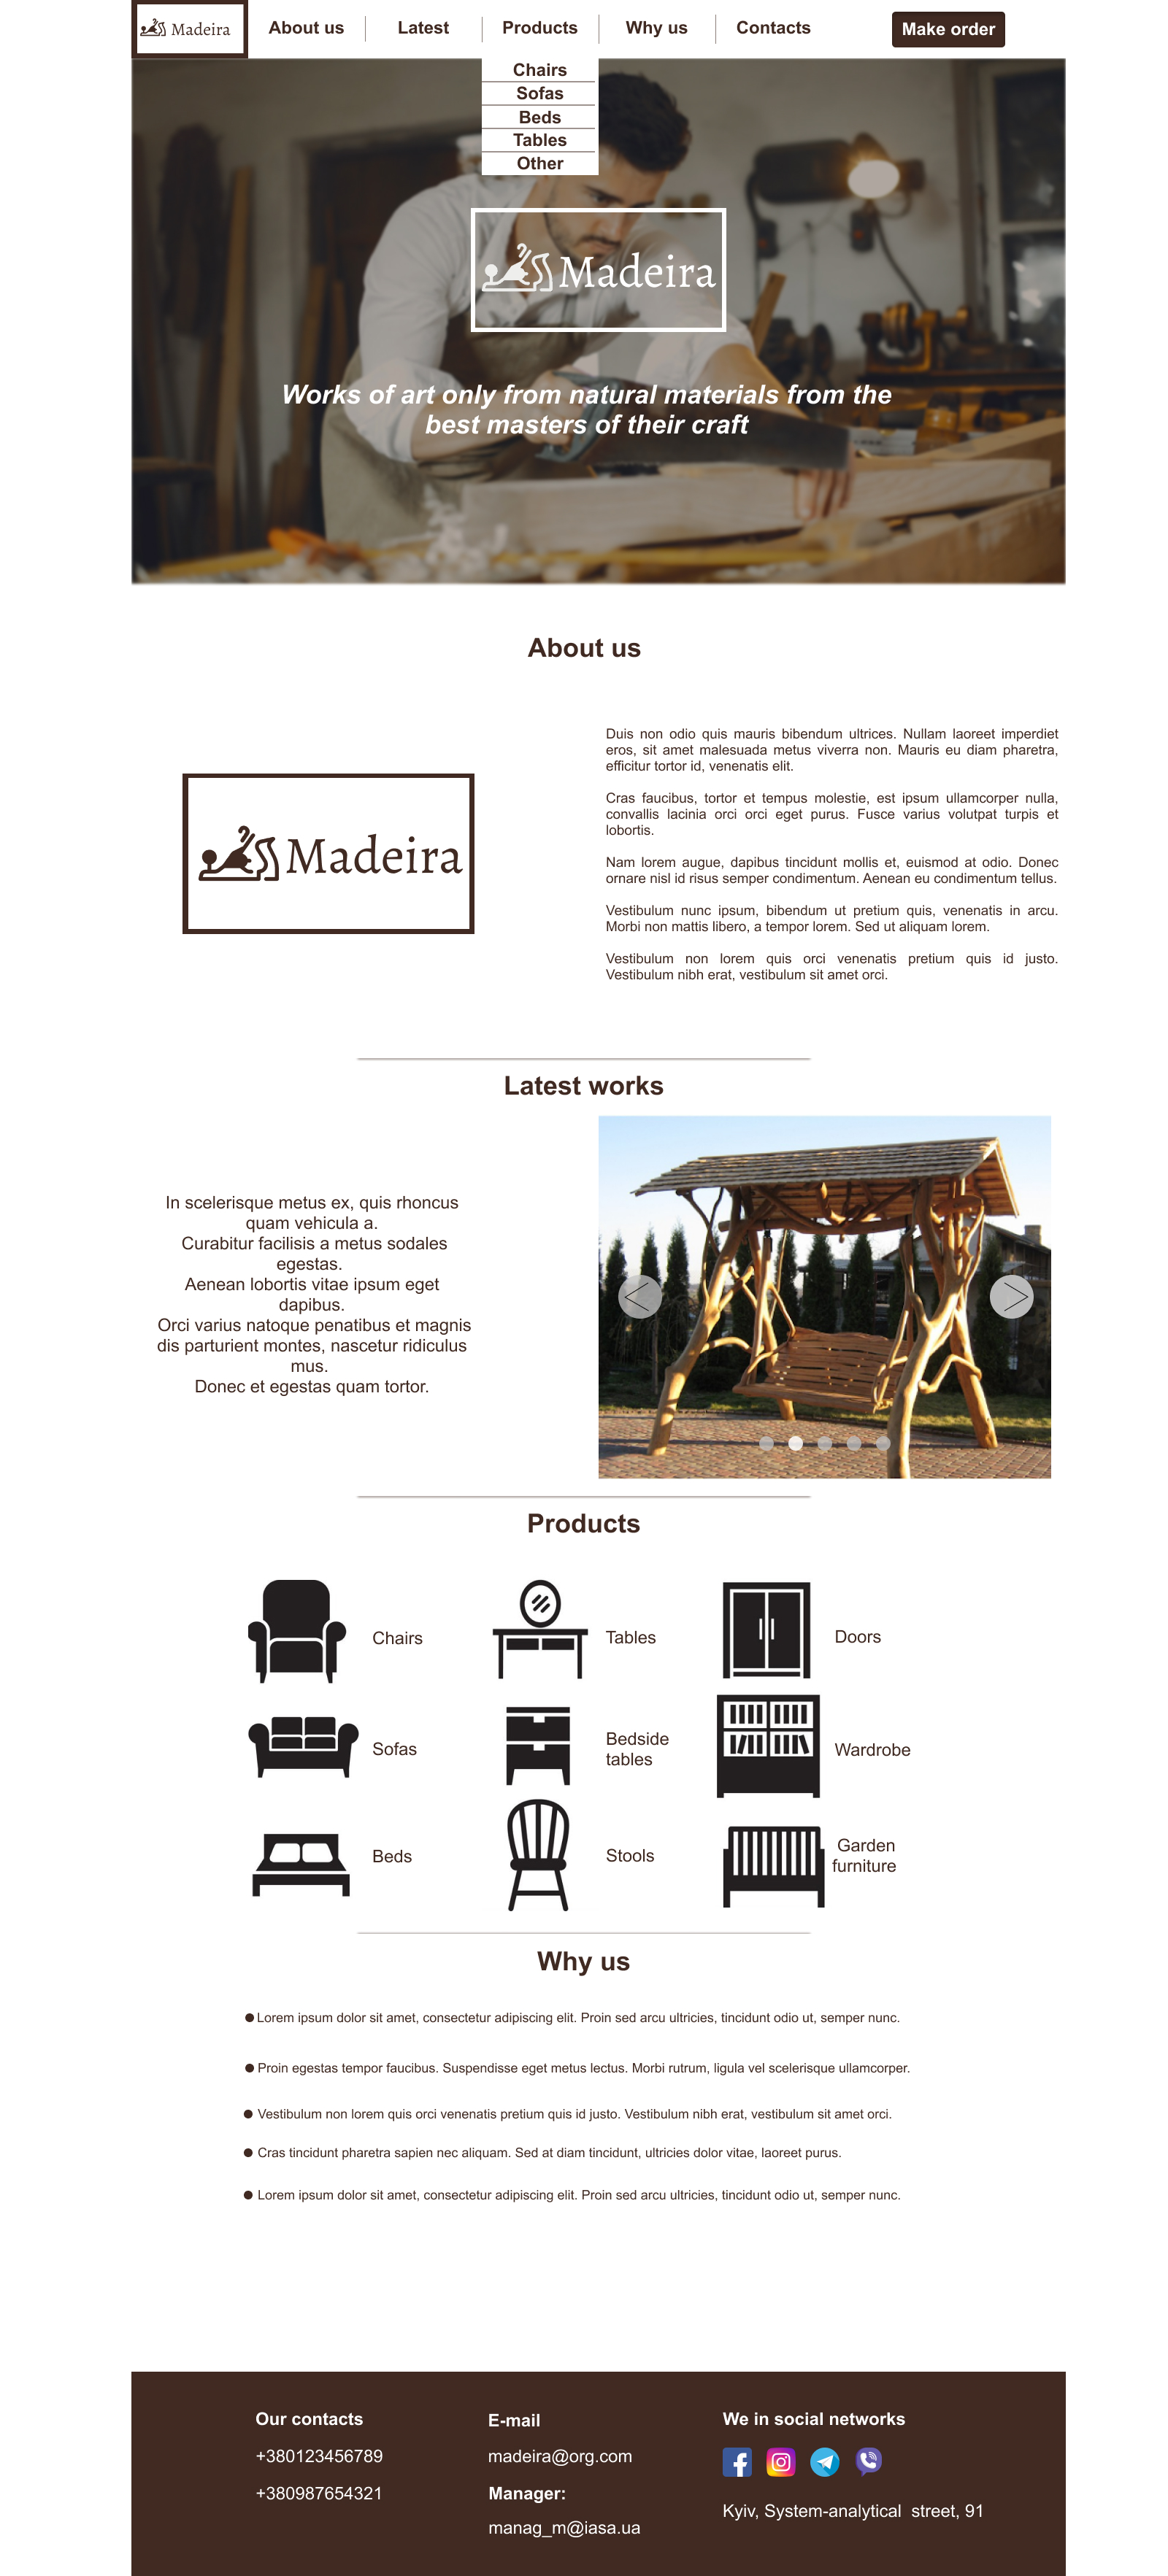 Madeira
About us
Latest
Products
Why us
Contacts
Make order
Chairs
Sofas
Beds
Tables
Other
Madeira
Works of art only from natural materials from the
best masters of their craft
About us
Madeira
Duis non odio quis mauris bibendum ultrices. Nullam laoreet imperdiet
eros, sit amet malesuada metus viverra non. Mauris eu diam pharetra,
efficitur tortor id, venenatis elit.
Cras faucibus, tortor et tempus molestie, est ipsum ullamcorper nulla,
convallis lacinia orci orci eget purus. Fusce varius volutpat turpis et
lobortis.
Nam lorem augue, dapibus tincidunt mollis et, euismod at odio. Donec
ornare nisl id risus semper condimentum. Aenean eu condimentum tellus.
Vestibulum nunc ipsum, bibendum ut pretium quis, venenatis in arcu.
Morbi non mattis libero, a tempor lorem. Sed ut aliquam lorem.
Vestibulum non lorem quis orci venenatis pretium quis id justo.
Vestibulum nibh erat, vestibulum sit amet orci.
Latest works
In scelerisque metus ex, quis rhoncus
quam vehicula a.
Curabitur facilisis a metus sodales
egestas.
Aenean lobortis vitae ipsum eget
dapibus.
Orci varius natoque penatibus et magnis
dis parturient montes, nascetur ridiculus
mus.
Donec et egestas quam tortor.
Products
Chairs
Tables
Doors
Sofas
Bedside
tables
Wardrobe
Beds
Stools
Garden
furniture
Why us
● Lorem ipsum dolor sit amet, consectetur adipiscing elit. Proin sed arcu ultricies, tincidunt odio ut, semper nunc.
● Proin egestas tempor faucibus. Suspendisse eget metus lectus. Morbi rutrum, ligula vel scelerisque ullamcorper.
● Vestibulum non lorem quis orci venenatis pretium quis id justo. Vestibulum nibh erat, vestibulum sit amet orci.
● Cras tincidunt pharetra sapien nec aliquam. Sed at diam tincidunt, ultricies dolor vitae, laoreet purus.
● Lorem ipsum dolor sit amet, consectetur adipiscing elit. Proin sed arcu ultricies, tincidunt odio ut, semper nunc.
Our contacts
+380123456789
+380987654321
E-mail
madeira@org.com
Manager:
manag_m@iasa.ua
We in social networks
Kyiv, System-analytical street, 91